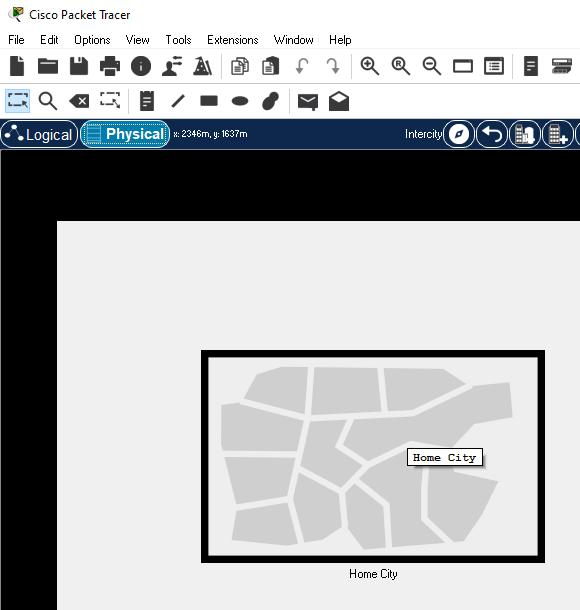 Cisco Packet Tracer
File Edit Options View Tools Extensions Window Help
Logical Physical x: 2346m, y: 1637m Intercity
Home City
Home City